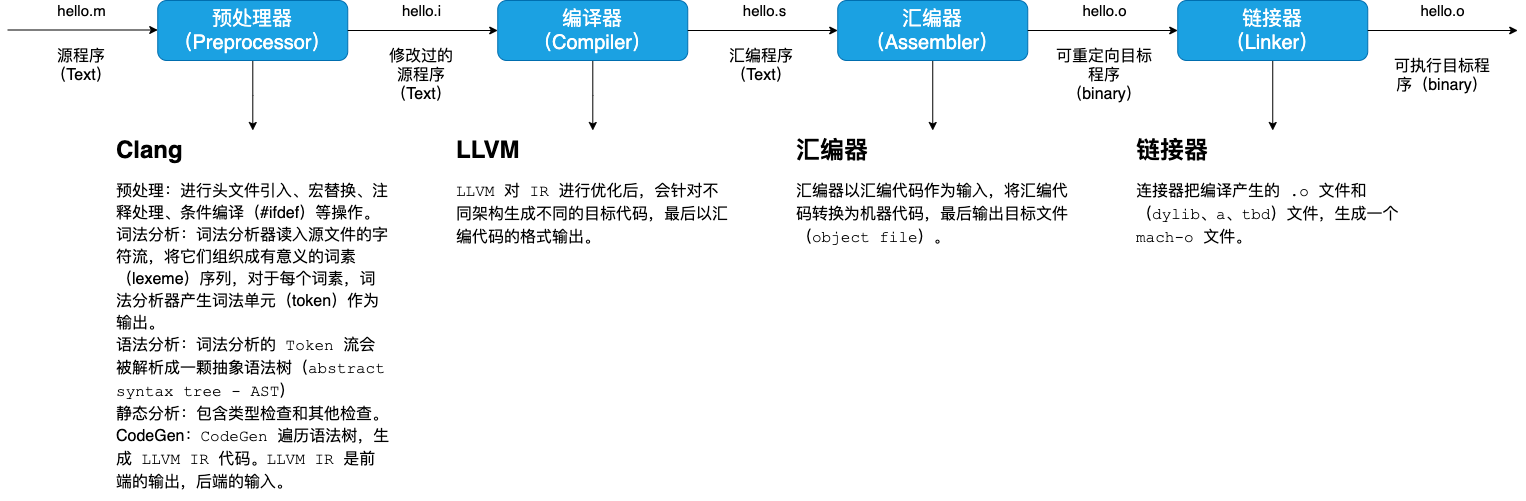 hello.m
源程序
（Text）
预处理器
（Preprocessor）
hello.i
修改过的
源程序
（Text）
编译器
（Compiler）
hello.s
汇编程序
（Text）
汇编器
（Assembler）
hello.o
可重定向目标
程序
（binary）
链接器
（Linker）
hello.o
可执行目标程
序（binary）
Clang
预处理：进行头文件引入、宏替换、注
释处理、条件编译（#ifdef）等操作。
词法分析：词法分析器读入源文件的字
符流，将它们组织成有意义的词素
（lexeme）序列，对于每个词素，词
法分析器产生词法单元（token）作为
输出。
语法分析：词法分析的 Token 流会
被解析成一颗抽象语法树（abstract
syntax tree - AST）
静态分析：包含类型检查和其他检查。
CodeGen：CodeGen 遍历语法树，生
成 LLVM IR 代码。LLVM IR 是前
端的输出，后端的输入。
LLVM
LLVM 对 IR 进行优化后，会针对不
同架构生成不同的目标代码，最后以汇
编代码的格式输出。
汇编器
汇编器以汇编代码作为输入，将汇编代
码转换为机器代码，最后输出目标文件
（object file）。
链接器
连接器把编译产生的 .o 文件和
（dylib、a、tbd）文件，生成一个
mach-o 文件。